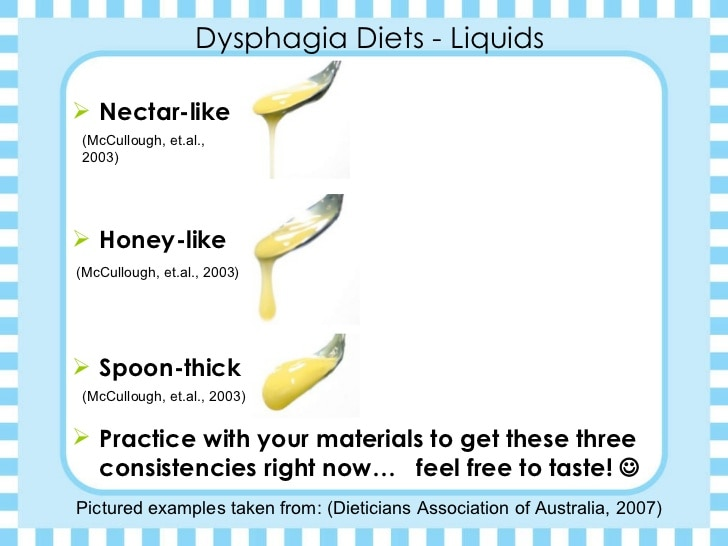 Dysphagia Diets - Liquids
Nectar-like
(McCullough, et.al.,
2003)
Honey-like
(McCullough, et.al., 2003)
Spoon-thick
(McCullough, et.al., 2003)
Practice with your materials to get these three
consistencies right now… feel free to taste! ☺
Pictured examples taken from: (Dieticians Association of Australia, 2007)